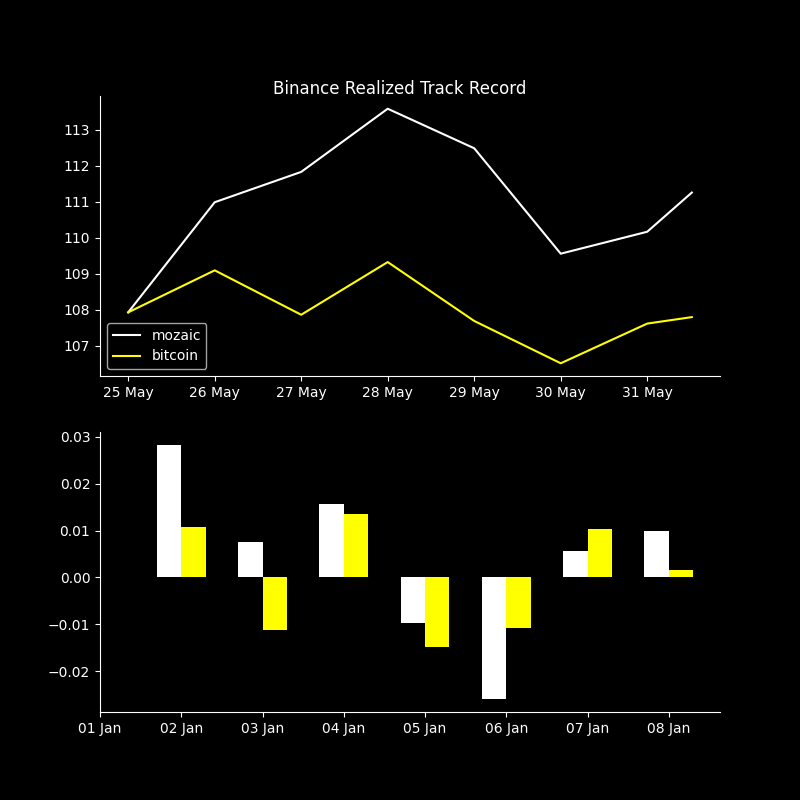 Binance Realized Track Record
113
112
111
110
109
108
107
mozaic
bitcoin
25 May 26 May 27 May 28 May 29 May 30 May 31 May
0.03
0.02
0.01
0.00
−0.01
−0.02
01 Jan 02 Jan 03 Jan 04 Jan 05 Jan 06 Jan 07 Jan 08 Jan